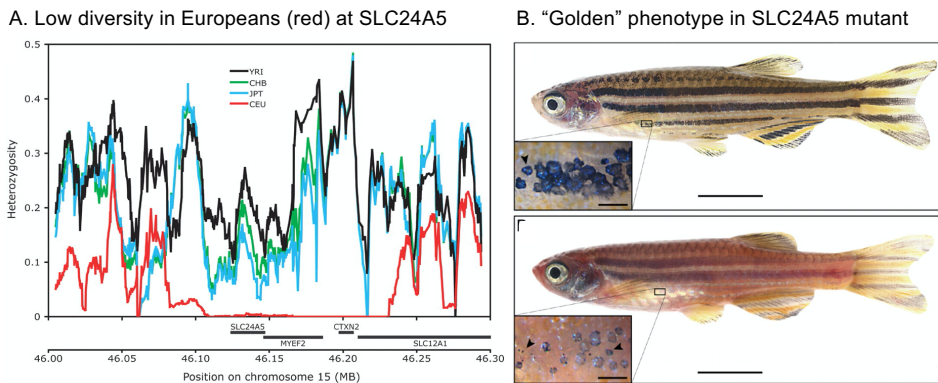 A. Low diversity in Europeans (red) at SLC24A5
B. “Golden” phenotype in SLC24A5 mutant
0.5
0.4
0.3
0.2
0.1
0
Heterozygosity
YRI
CHB
JPT
CEU
SLC24A5
CTXN2
MYEF2
SLC12A1
46.00 46.05 46.10 46.15 46.20 46.25 46.30
Position on chromosome 15 (MB)